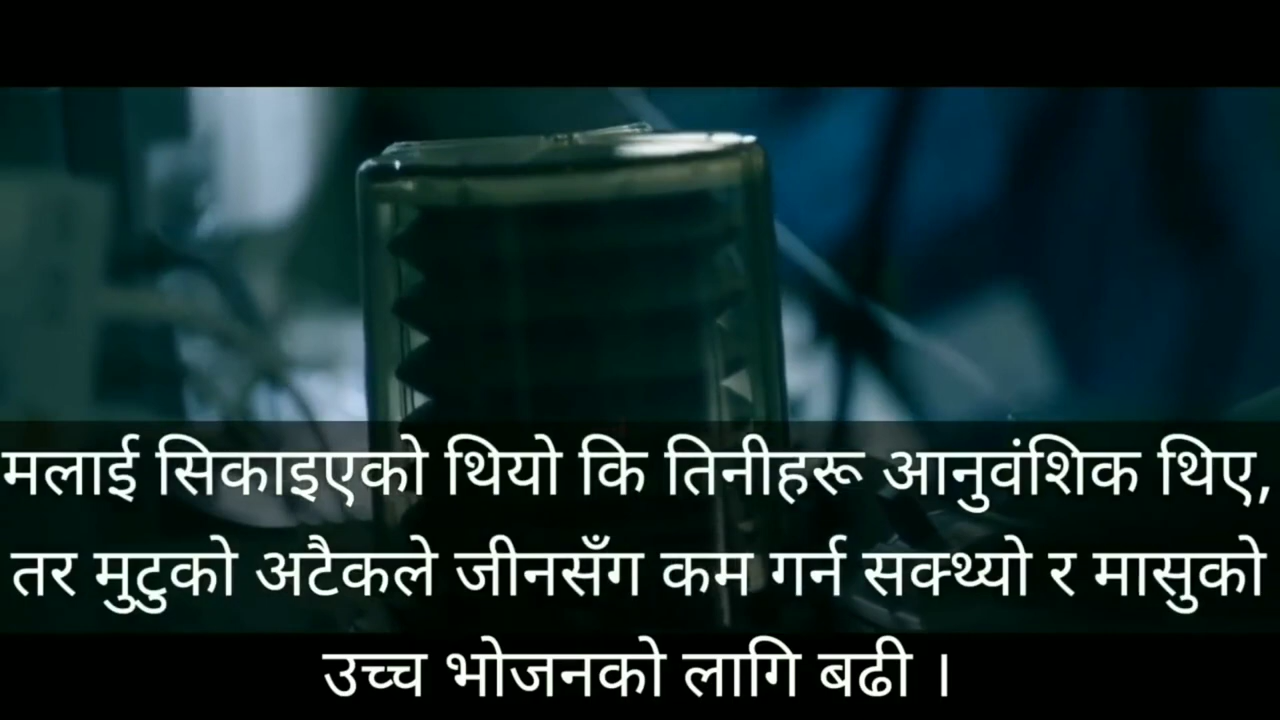 मलाई सिकाइएको थियो कि तिनीहरू आनुवंशिक थिए,
तर मुटुको अटैकले जीनसँग कम गर्न सक्थ्यो र मासुको
उच्च भोजनको लागि बढी ।